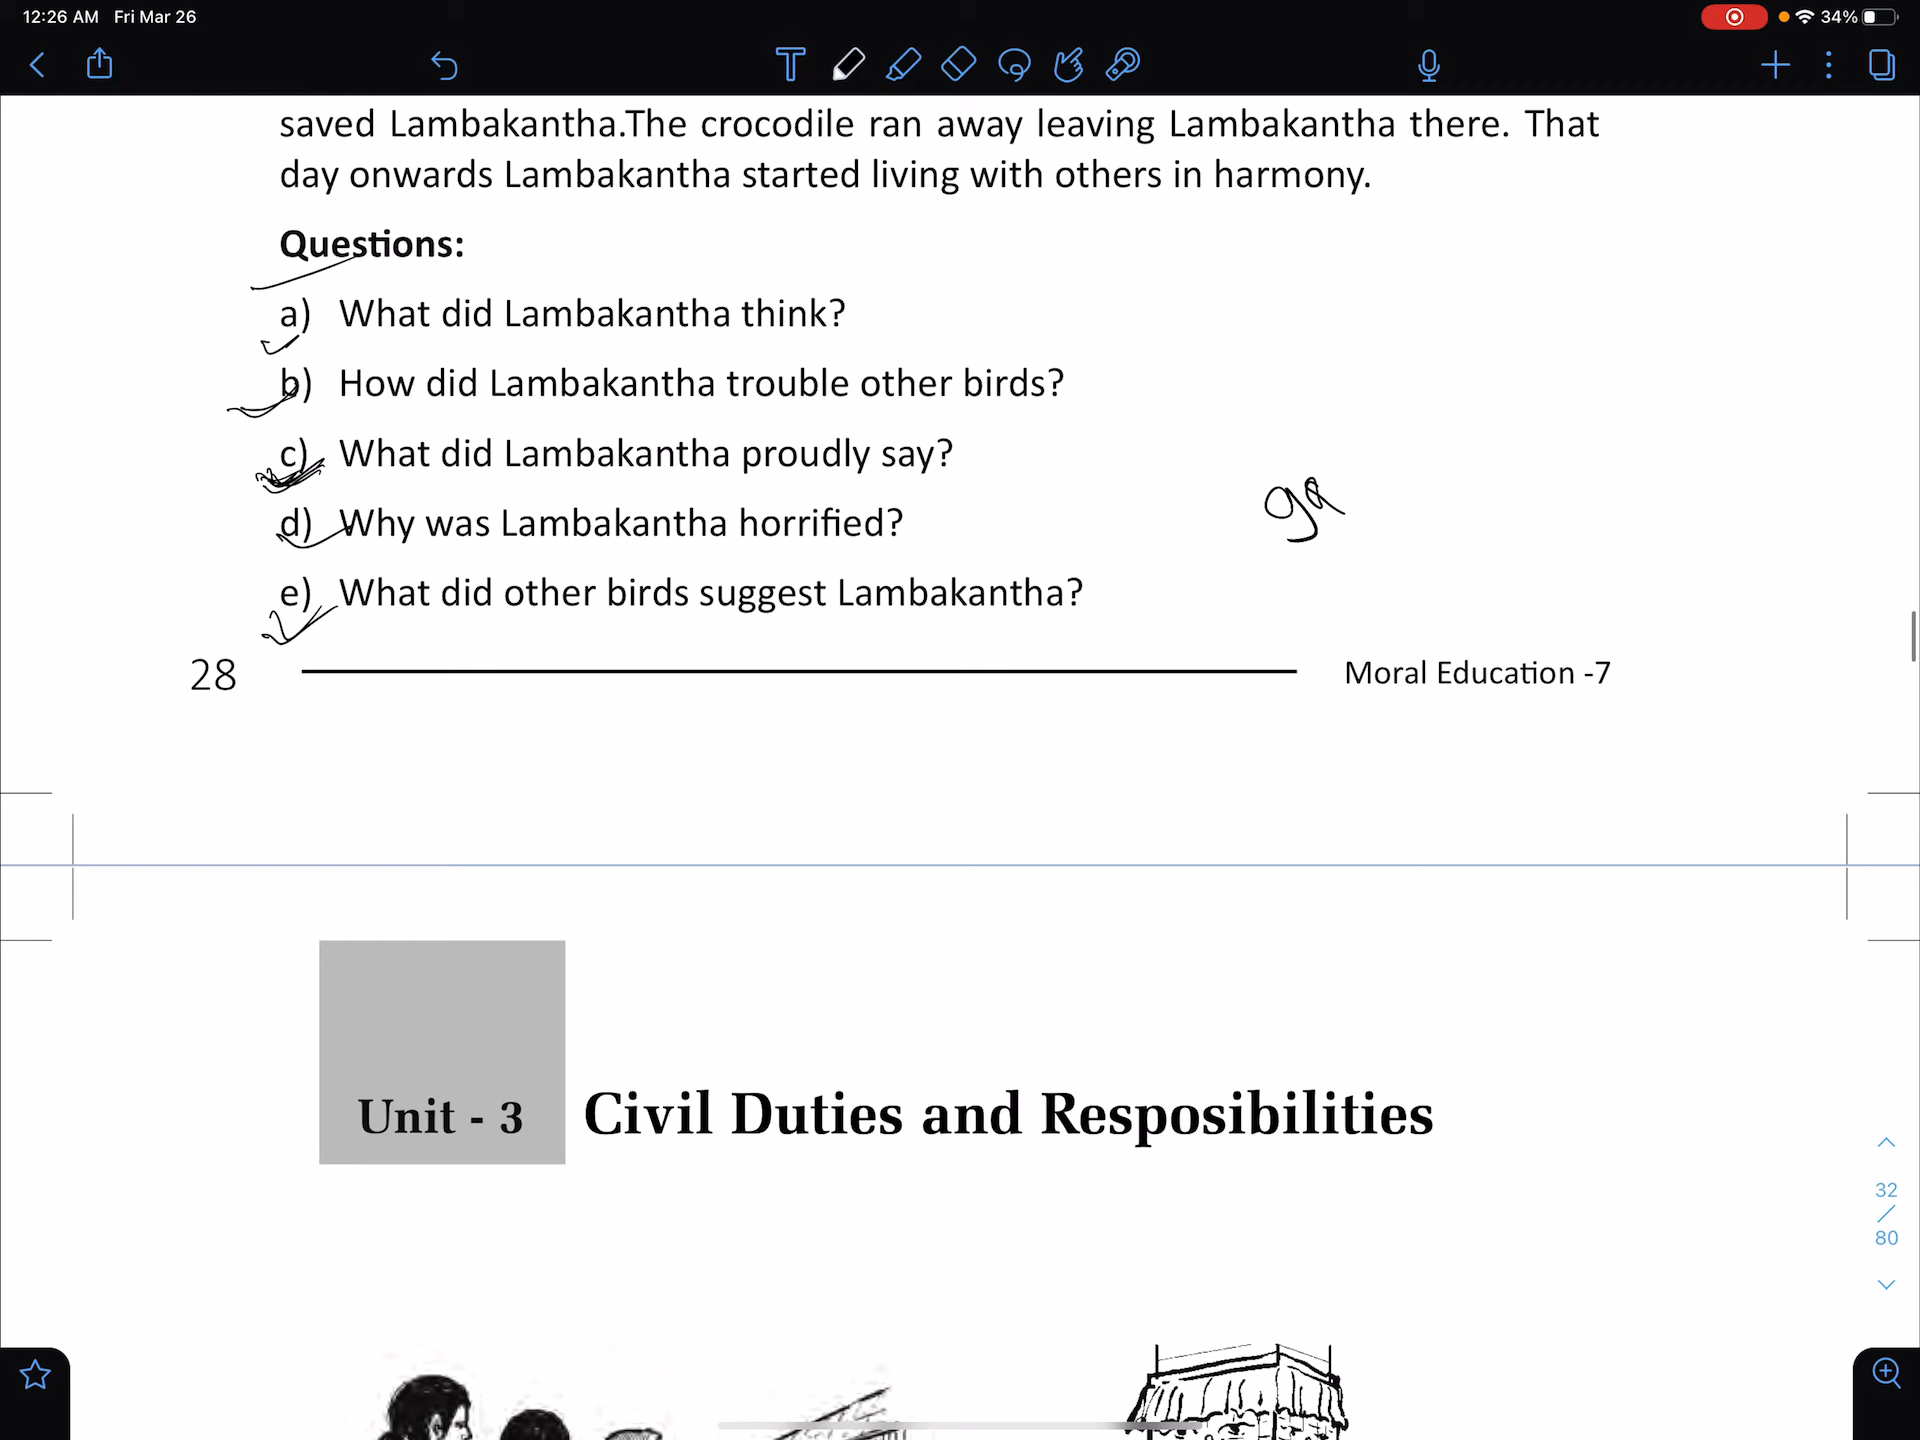 12:26 AM Fri Mar 26
34%
saved Lambakantha.The crocodile ran away leaving Lambakantha there. That
day onwards Lambakantha started living with others in harmony.
Questions:
a) What did Lambakantha think?
b) How did Lambakantha trouble other birds?
c) What did Lambakantha proudly say?
d) Why was Lambakantha horrified?
e) What did other birds suggest Lambakantha?
28
Moral Education -7
Unit - 3 Civil Duties and Resposibilities
32
/
80